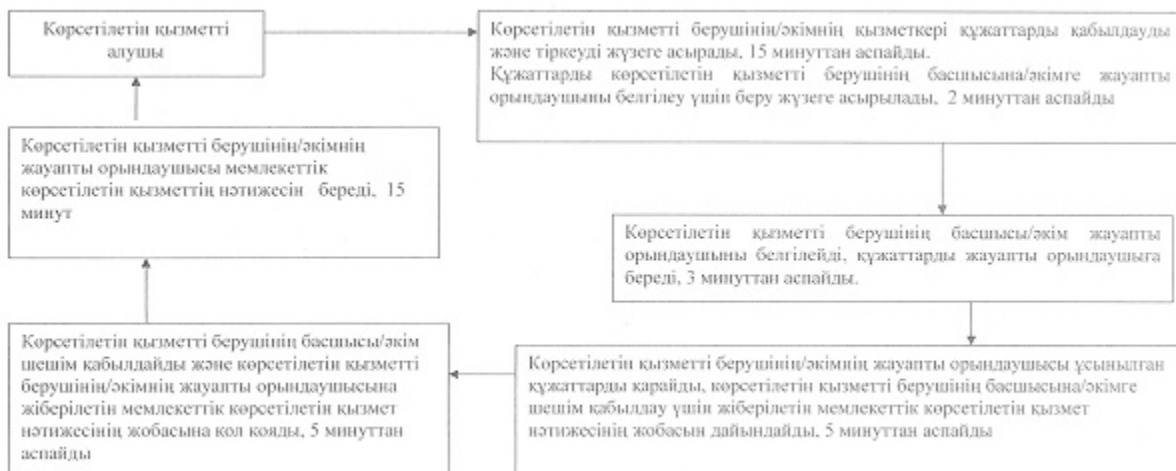 Көрсетілетін қызметті
алушы
Көрсетілетін қызметті берушінің/әкімнің қызметкері құжаттарды қабылдауды
және тіркеуді жүзеге асырады, 15 минуттан аспайды.
Құжаттарды көрсетілетін қызметті берушінің басшысына/әкімге жауапты
орындаушыны белгілеу үшін беру жүзеге асырылады, 2 минуттан аспайды
Көрсетілетін қызметті берушінің басшысы/әкім жауапты
орындаушыны белгілейді, құжаттарды жауапты орындаушыға
береді, 3 минуттан аспайды.
Көрсетілетін қызметті берушінің/әкімнің жауапты орындаушысы ұсынылған
құжаттарды қарайды, көрсетілетін қызметті берушінің басшысына/әкімге
шешім қабылдау үшін жіберілетін мемлекеттік көрсетілетін қызмет
нәтижесінің жобасын дайындайды, 5 минуттан аспайды
Көрсетілетін қызметті берушінің басшысы/әкім
шешім қабылдайды және көрсетілетін қызметті
берушінің/әкімнің жауапты орындаушысына
жіберілетін мемлекеттік көрсетілетін қызмет
нәтижесінің жобасына қол қояды, 5 минуттан
аспайды
Көрсетілетін қызметті берушінің/әкімнің
жауапты орындаушысы мемлекеттік
көрсетілетін қызметтің нәтижесін береді, 15
минут